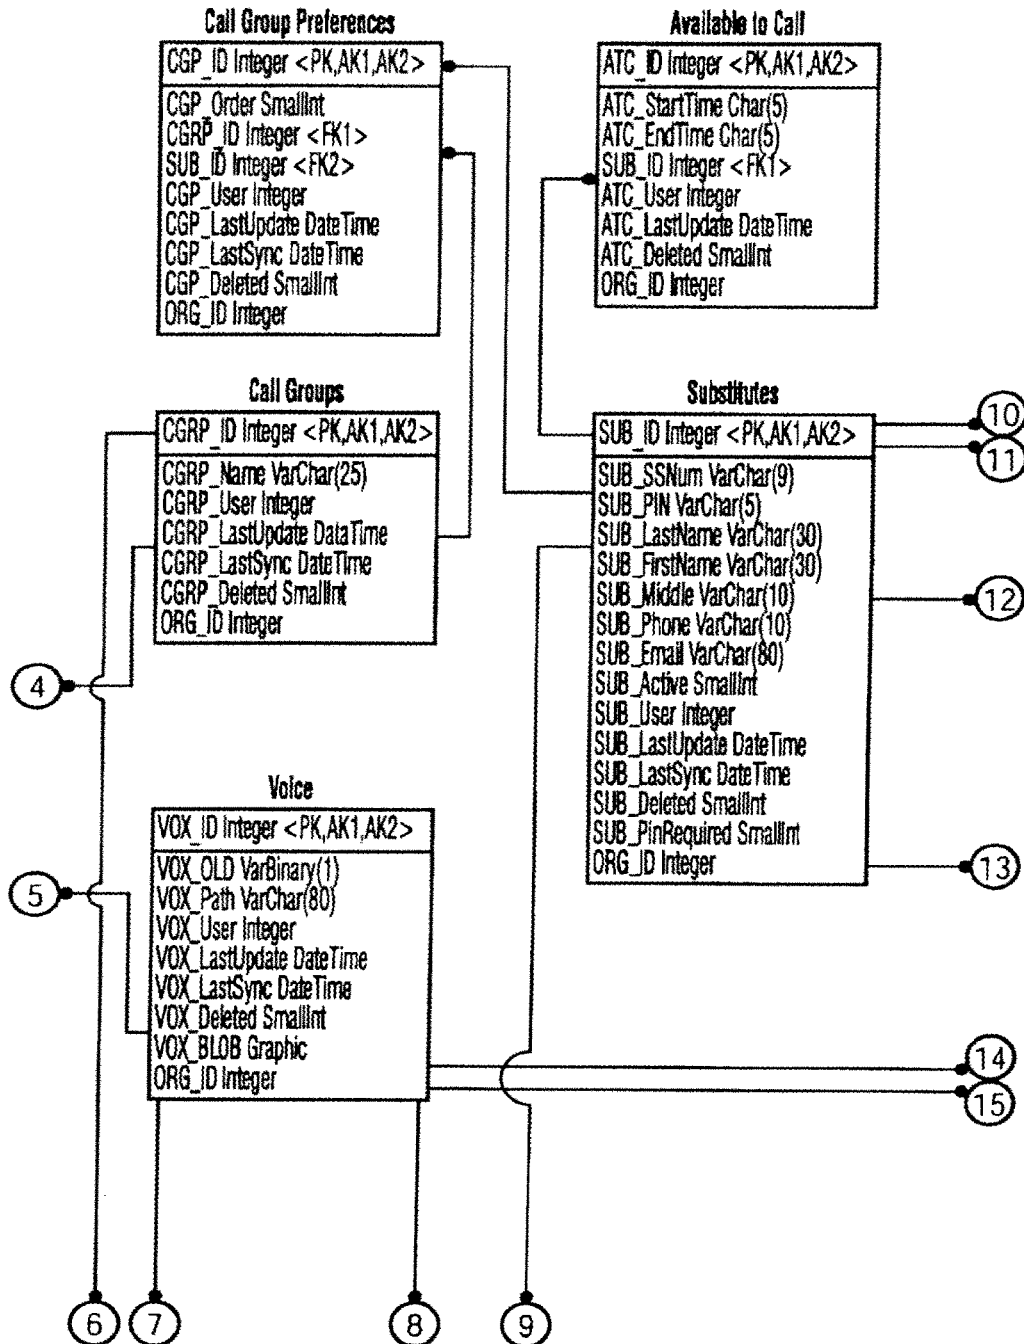 Call Group Preferences
CGP_ID Integer <PK,AK1,AK2>
CGP_Order SmallInt
CGRP_ID Integer <FK1>
SUB_ID Integer <FK2>
CGP_User Integer
CGP_LastUpdate DateTime
CGP_LastSync DateTime
CGP_Deleted SmallInt
ORG_ID Integer
Available to Call
ATC_ID Integer <PK,AK1,AK2>
ATC_StartTime Char(5)
ATC_EndTime Char(5)
SUB_ID Integer <FK1>
ATC_User Integer
ATC_LastUpdate DateTime
ATC_Deleted SmallInt
ORG_ID Integer
Call Groups
CGRP_ID Integer <PK,AK1,AK2>
CGRP_Name VarChar(25)
CGRP_User Integer
CGRP_LastUpdate DataTime
CGRP_LastSync DateTime
CGRP_Deleted SmallInt
ORG_ID Integer
Substitutes
SUB_ID Integer <PK,AK1,AK2>
SUB_SSNum VarChar(9)
SUB_PIN VarChar(5)
SUB_LastName VarChar(30)
SUB_FirstName VarChar(30)
SUB_Middle VarChar(10)
SUB_Phone VarChar(10)
SUB_Email VarChar(80)
SUB_Active SmallInt
SUB_User Integer
SUB_LastUpdate DateTime
SUB_LastSync DateTime
SUB_Deleted SmallInt
SUB_PinRequired SmallInt
ORG_ID Integer
10
11
12
13
4
Voice
VOX_ID Integer <PK,AK1,AK2>
VOX_OLD VarBinary(1)
VOX_Path VarChar(80)
VOX_User Integer
VOX_LastUpdate DateTime
VOX_LastSync DateTime
VOX_Deleted SmallInt
VOX_BLOB Graphic
ORG_ID Integer
5
14
15
6
7
8
9